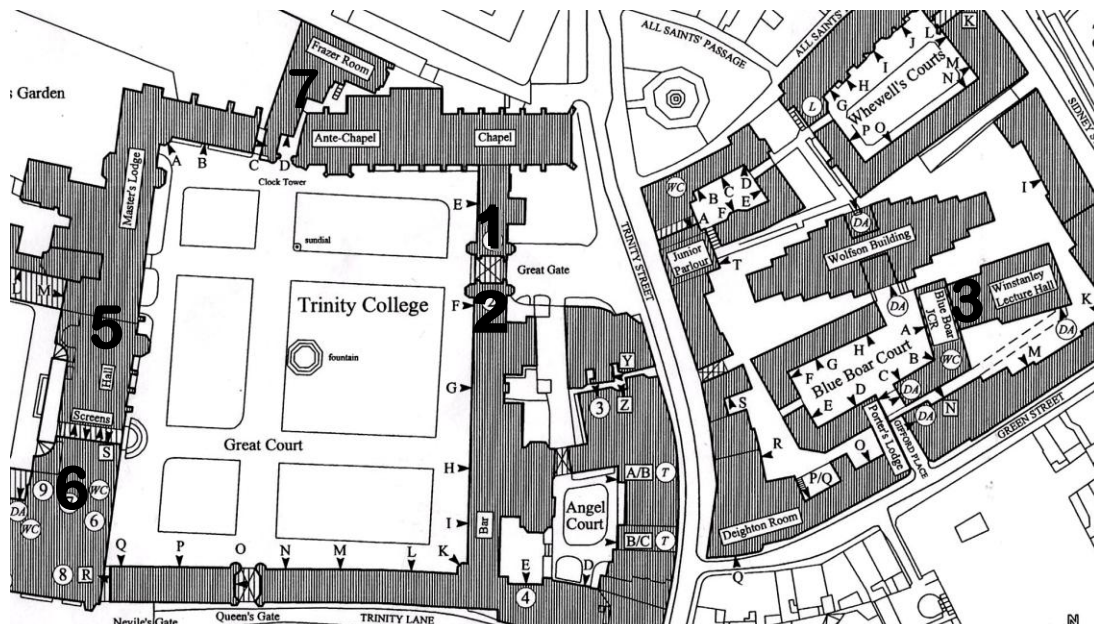 s Garden
7
Frazer Room
ALL SAINTS' PASSAGE
ALL SAINTS
K
L
J
I
H
G
M
N
Whewell's Courts
SIDNEY S
L
P O
Ante-Chapel
Chapel
A
B
C
D
Clock Tower
Master's Lodge
WC
B
C
D
E
F
A
I
E
1
sundial
Great Gate
TRINITY STREET
Junior
Parlour
T
DA
Wolfson Building
L
M
5
Trinity College
F
2
fountain
DA
Blue Boar
JCR
3
Winstanley
Lecture Hall
K
DA
A
WC
M
Hall
G
Y
Z
3
H
G
F
Blue Boar Court
B
C
D
E
DA
N
DA
GREEN STREET
Screens
S
Great Court
S
R
O
Porter's Lodge
GIFFORD PLACE
P/Q
H
A/B
T
6
9
WC
6
DA
WC
I
Bar
Angel
Court
B/C
T
Deighton Room
Q
8
R
Q
P
O
N
M
L
K
E
4
D
Nevile's Gate
Queen's Gate
TRINITY LANE
N